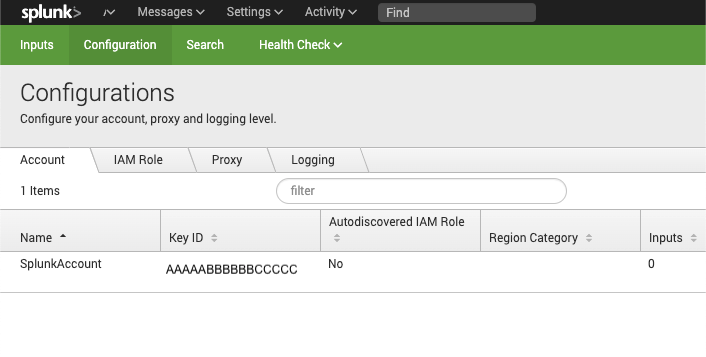 splunk> Messages Settings Activity Find
Inputs Configuration Search Health Check
Configurations
Configure your account, proxy and logging level.
Account IAM Role Proxy Logging
1 Items filter
Name Key ID Autodiscovered IAM Role Region Category Inputs
SplunkAccount AAAAABBBBBBCCCCC No 0